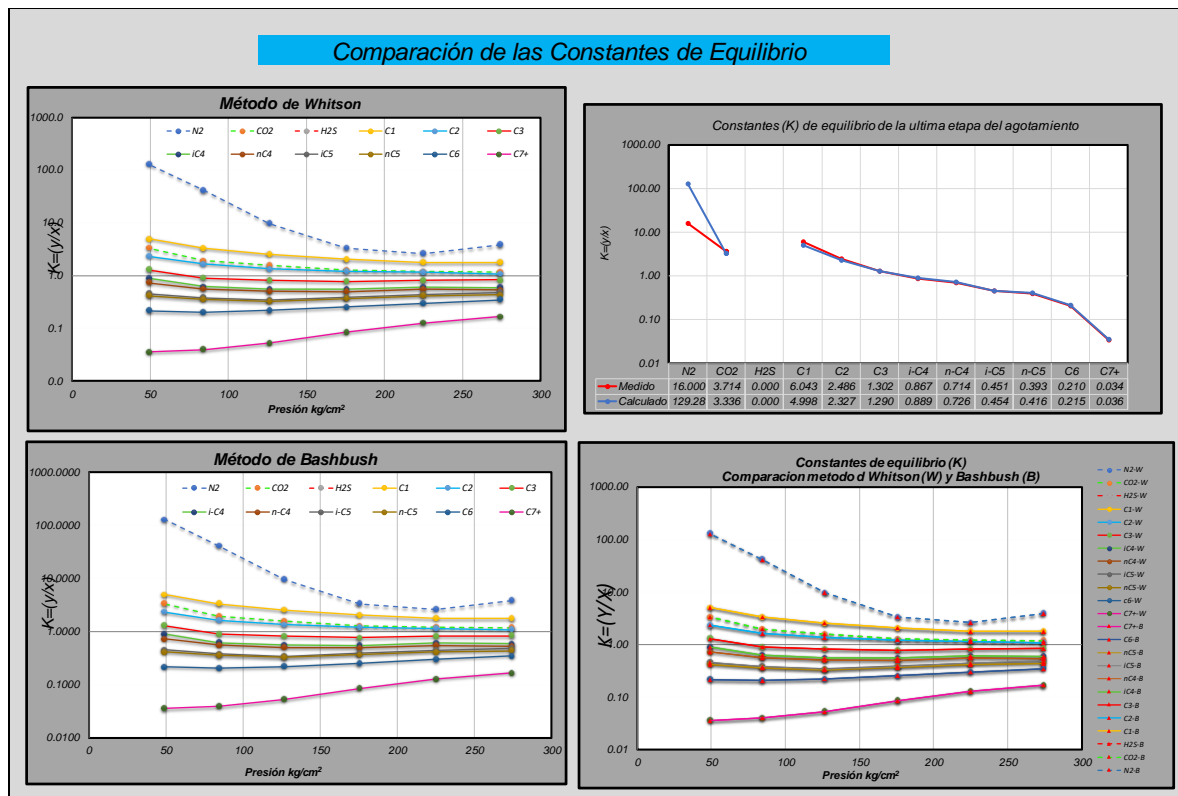 Comparación de las Constantes de Equilibrio
Método de Whitson
N2 CO2 H2S C1 C2 C3
iC4 nC4 iC5 nC5 C6 C7+
K=(y/x)
1000.0
100.0
10.0
1.0
0.1
0.0
0 50 100 150 200 250 300
Presión kg/cm²
Constantes (K) de equilibrio de la ultima etapa del agotamiento
K=(y/x)
1000.00
100.00
10.00
1.00
0.10
0.01
N2 CO2 H2S C1 C2 C3 i-C4 n-C4 i-C5 n-C5 C6 C7+
Medido 16.000 3.714 0.000 6.043 2.486 1.302 0.867 0.714 0.451 0.393 0.210 0.034
Calculado 129.28 3.336 0.000 4.998 2.327 1.290 0.889 0.726 0.454 0.416 0.215 0.036
Método de Bashbush
N2 CO2 H2S C1 C2 C3
i-C4 n-C4 i-C5 n-C5 C6 C7+
K=(y/x)
1000.0000
100.0000
10.0000
1.0000
0.1000
0.0100
0 50 100 150 200 250 300
Presión kg/cm²
Constantes de equilibrio (K)
Comparacion metodo d Whitson (W) y Bashbush (B)
K=(Y/X)
1000.00
100.00
10.00
1.00
0.10
0.01
0 50 100 150 200 250 300
Presión kg/cm²
N2-W
CO2-W
H2S-W
C1-W
C2-W
C3-W
iC4-W
nC4-W
iC5-W
nC5-W
c6-W
C7+-W
C7+-B
C6-B
nC5-B
iC5-B
nC4-B
iC4-B
C3-B
C2-B
C1-B
H2S-B
CO2-B
N2-B